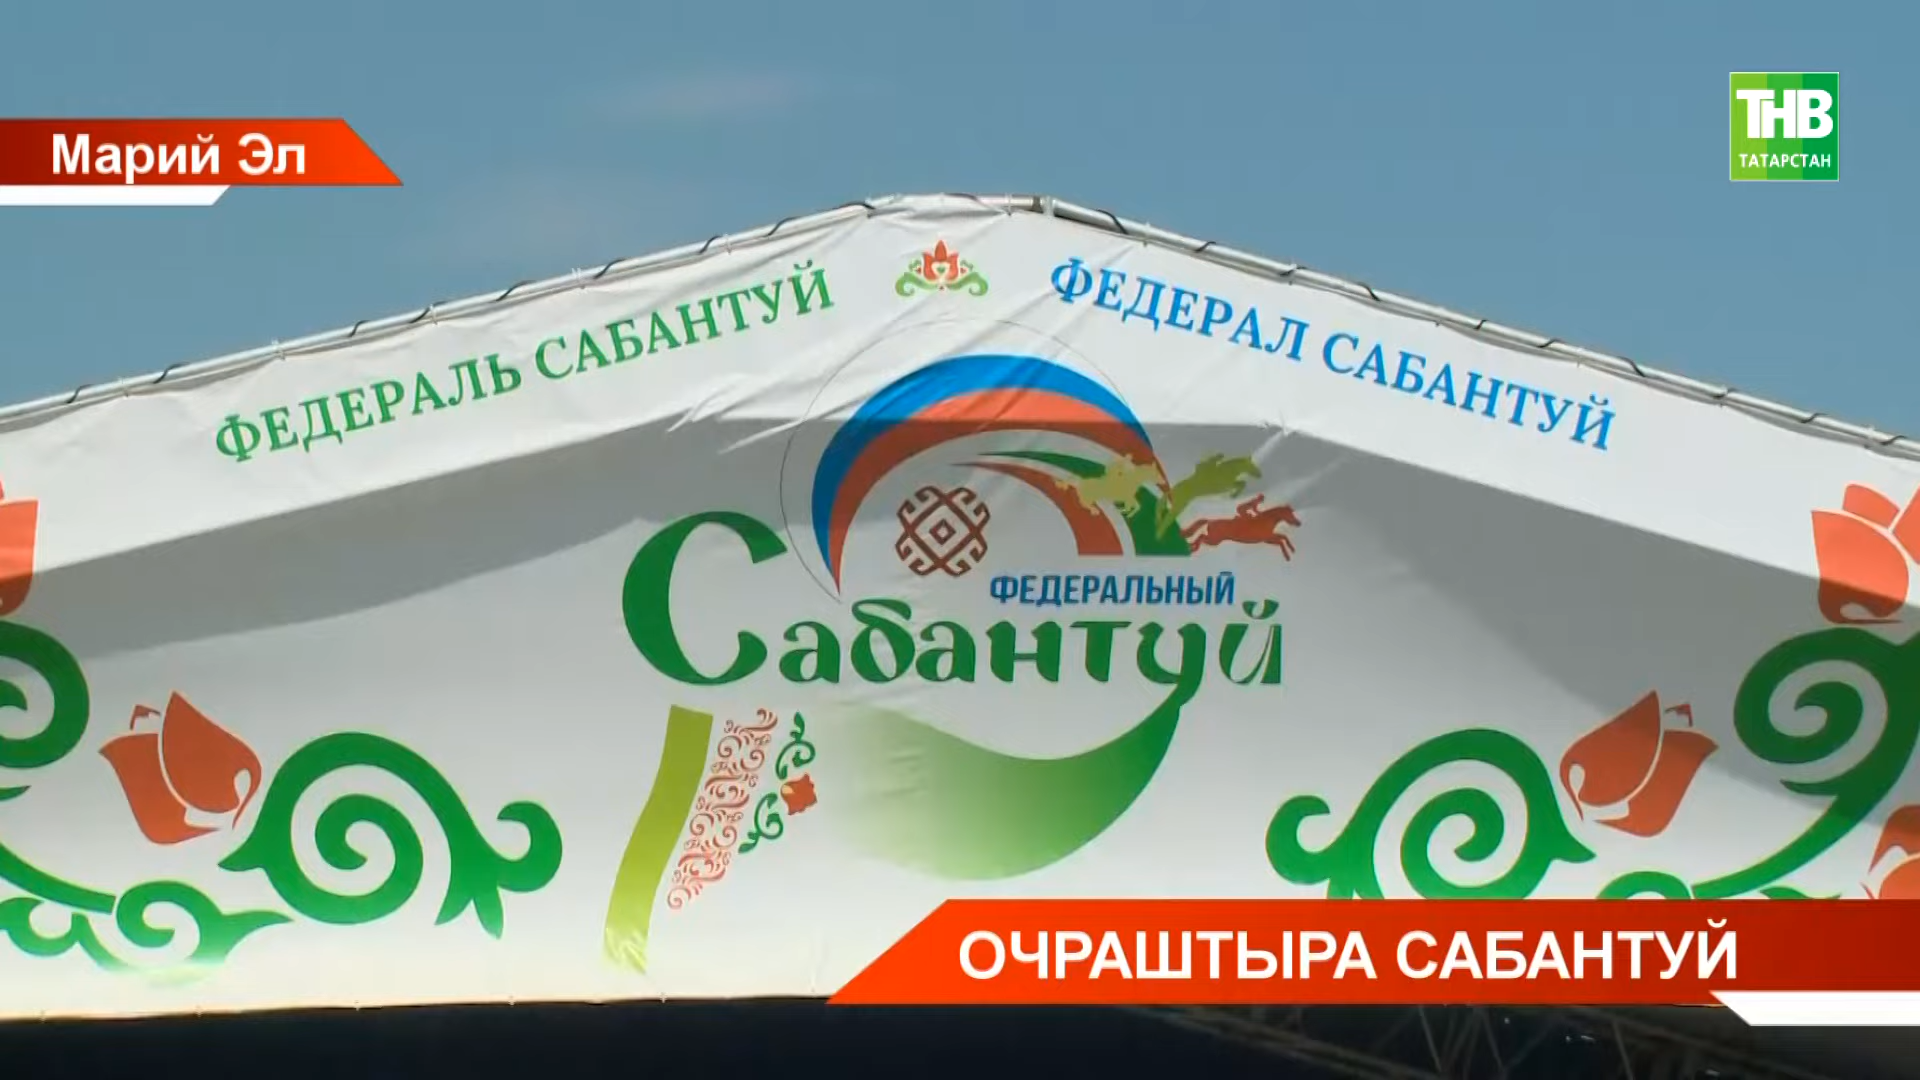 Марий Эл
ТНВ
ТАТАРСТАН
ФЕДЕРАЛЬ САБАНТУЙ
ФЕДЕРАЛ САБАНТУЙ
ФЕДЕРАЛЬНЫЙ
Сабантуй
ОЧРАШТЫРА САБАНТУЙ